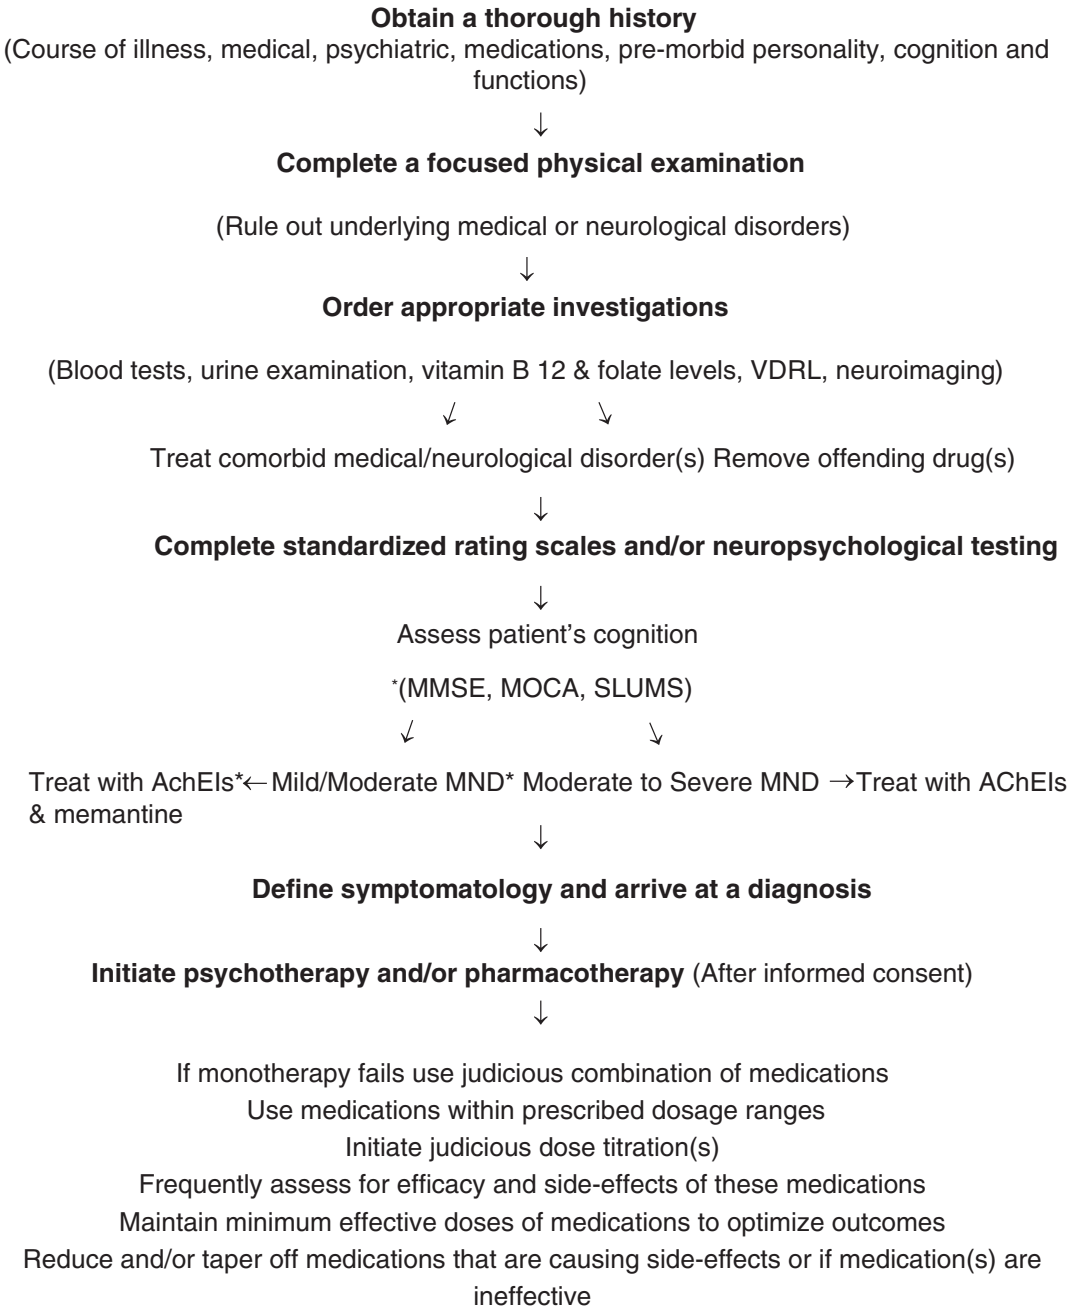 Obtain a thorough history
(Course of illness, medical, psychiatric, medications, pre-morbid personality, cognition and
functions)
↓
Complete a focused physical examination
(Rule out underlying medical or neurological disorders)
↓
Order appropriate investigations
(Blood tests, urine examination, vitamin B 12 & folate levels, VDRL, neuroimaging)
↙ ↘
Treat comorbid medical/neurological disorder(s) Remove offending drug(s)
↓
Complete standardized rating scales and/or neuropsychological testing
↓
Assess patient's cognition
*(MMSE, MOCA, SLUMS)
↙ ↘
Treat with AchEIs*← Mild/Moderate MND* Moderate to Severe MND →Treat with AChEIs
& memantine
↓
Define symptomatology and arrive at a diagnosis
↓
Initiate psychotherapy and/or pharmacotherapy (After informed consent)
↓
If monotherapy fails use judicious combination of medications
Use medications within prescribed dosage ranges
Initiate judicious dose titration(s)
Frequently assess for efficacy and side-effects of these medications
Maintain minimum effective doses of medications to optimize outcomes
Reduce and/or taper off medications that are causing side-effects or if medication(s) are
ineffective